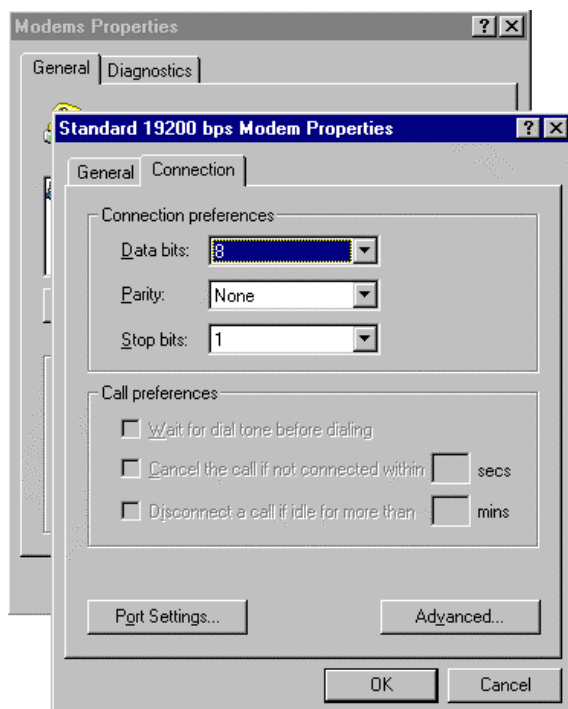 Modems Properties
General Diagnostics
Standard 19200 bps Modem Properties
General Connection
Connection preferences
Data bits: 8
Parity: None
Stop bits: 1
Call preferences
Wait for dial tone before dialing
Cancel the call if not connected within secs
Disconnect a call if idle for more than mins
Port Settings... Advanced...
OK Cancel